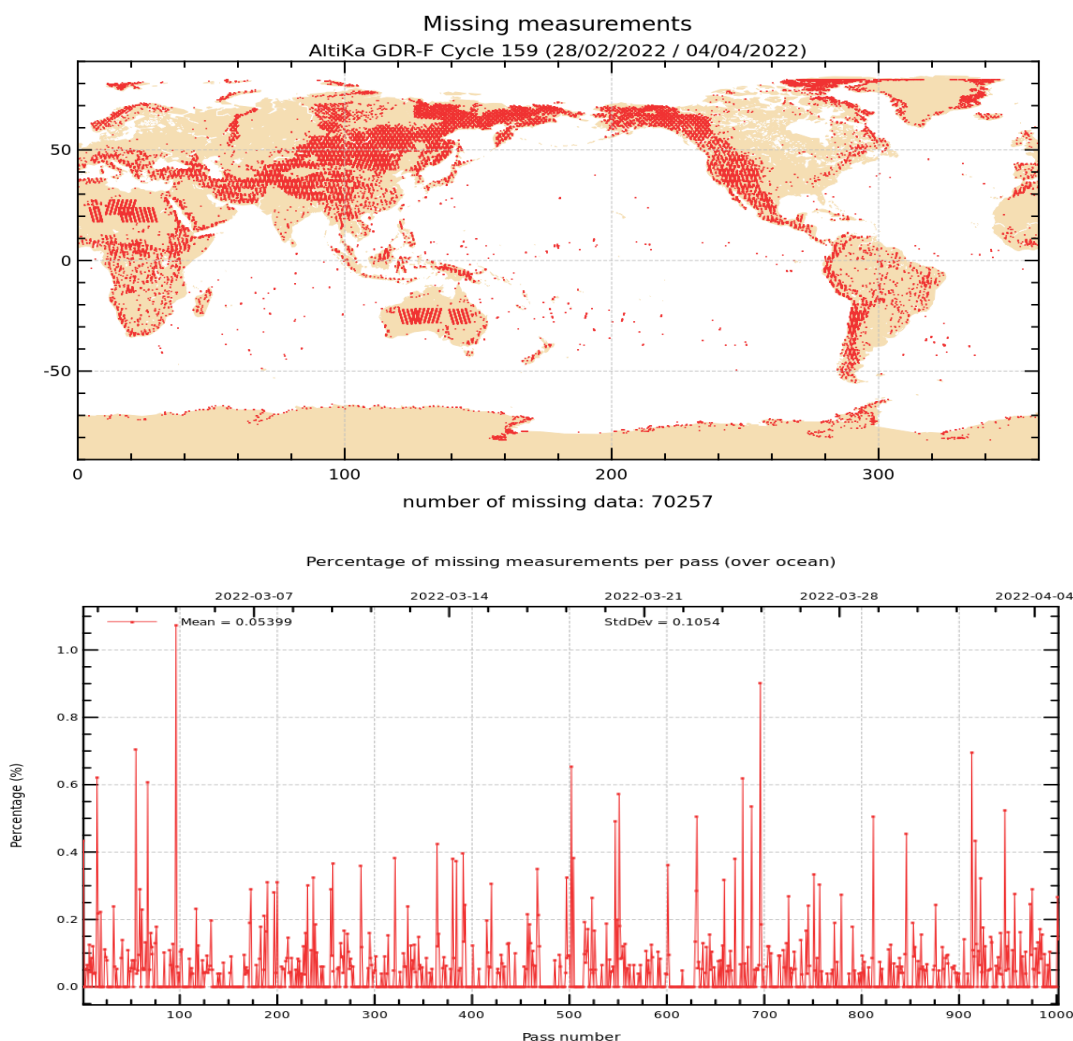 Missing measurements
AltiKa GDR-F Cycle 159 (28/02/2022 / 04/04/2022)
50
0
-50
0 100 200 300
number of missing data: 70257
Percentage of missing measurements per pass (over ocean)
2022-03-07 2022-03-14 2022-03-21 2022-03-28 2022-04-04
Mean = 0.05399 StdDev = 0.1054
1.0
0.8
0.6
0.4
0.2
0.0
Percentage (%)
100 200 300 400 500 600 700 800 900 1000
Pass number